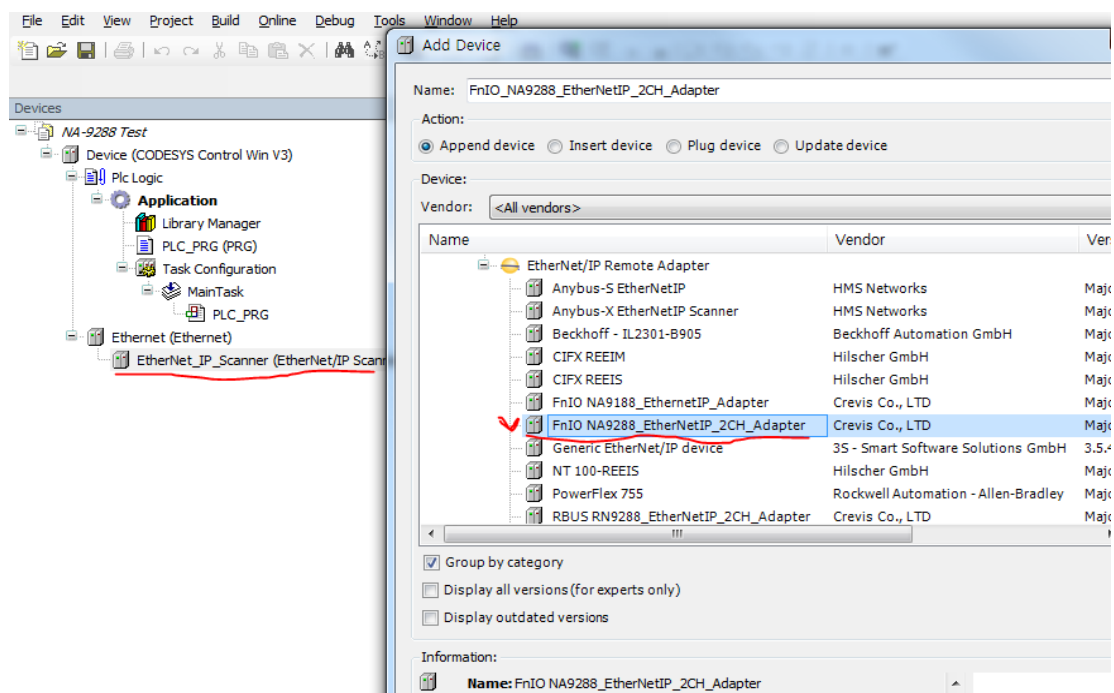 File Edit View Project Build Online Debug Tools Window Help
Devices
NA-9288 Test
Device (CODESYS Control Win V3)
Plc Logic
Application
Library Manager
PLC_PRG (PRG)
Task Configuration
MainTask
PLC_PRG
Ethernet (Ethernet)
EtherNet_IP_Scanner (EtherNet/IP Scann
Add Device
Name: FnIO_NA9288_EtherNetIP_2CH_Adapter
Action:
Append device Insert device Plug device Update device
Device:
Vendor: <All vendors>
Name Vendor Ver
EtherNet/IP Remote Adapter
Anybus-S EtherNetIP HMS Networks Majo
Anybus-X EtherNetIP Scanner HMS Networks Majo
Beckhoff - IL2301-B905 Beckhoff Automation GmbH Majo
CIFX REEIM Hilscher GmbH Majo
CIFX REEIS Hilscher GmbH Majo
FnIO NA9188_EthernetIP_Adapter Crevis Co., LTD Majo
FnIO NA9288_EtherNetIP_2CH_Adapter Crevis Co., LTD Majo
Generic EtherNet/IP device 3S - Smart Software Solutions GmbH 3.5.4
NT 100-REEIS Hilscher GmbH Majo
PowerFlex 755 Rockwell Automation - Allen-Bradley Majo
RBUS RN9288_EtherNetIP_2CH_Adapter Crevis Co., LTD Majo
Group by category
Display all versions (for experts only)
Display outdated versions
Information:
Name: FnIO NA9288_EtherNetIP_2CH_Adapter